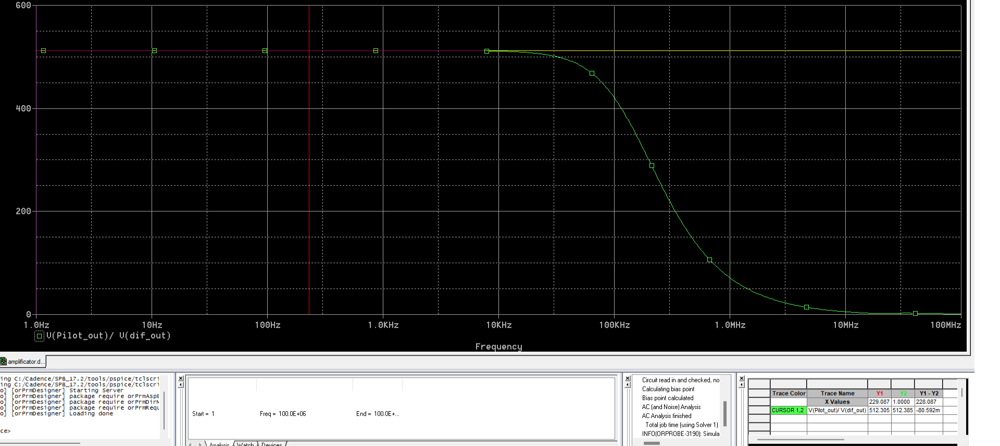 600
400
200
0
1.0Hz 10Hz 100Hz 1.0KHz 10KHz 100KHz 1.0MHz 10MHz 100MHz
V(Pilot_out)/ V(dif_out)
Frequency
amplificator.d...
ing C:/Cadence/SPB_17.2/tools/pspice/tclscri
ing C:/Cadence/SPB_17.2/tools/pspice/tclscri
o] [orPrmDesigner] Starting Server
o] [orPrmDesigner] package require orPrmAspE
o] [orPrmDesigner] package require orPrmDirM
o] [orPrmDesigner] package require orPrmRequ
o] [orPrmDesigner] Loading done
ce>
Start = 1 Freq = 100.0E+06 End = 100.0E+...
Analysis Watch Devices
Circuit read in and checked, no
Calculating bias point
Bias point calculated
AC (and Noise) Analysis
AC Analysis finished
Total job time (using Solver 1)
INFO(ORPROBE-3190): Simula
Trace Color Trace Name Y1 Y2 Y1 - Y2
X Values 229.087 1.0000 228.087
CURSOR 1,2 V(Pilot_out)/ V(dif_out) 512.305 512.385 -80.592m